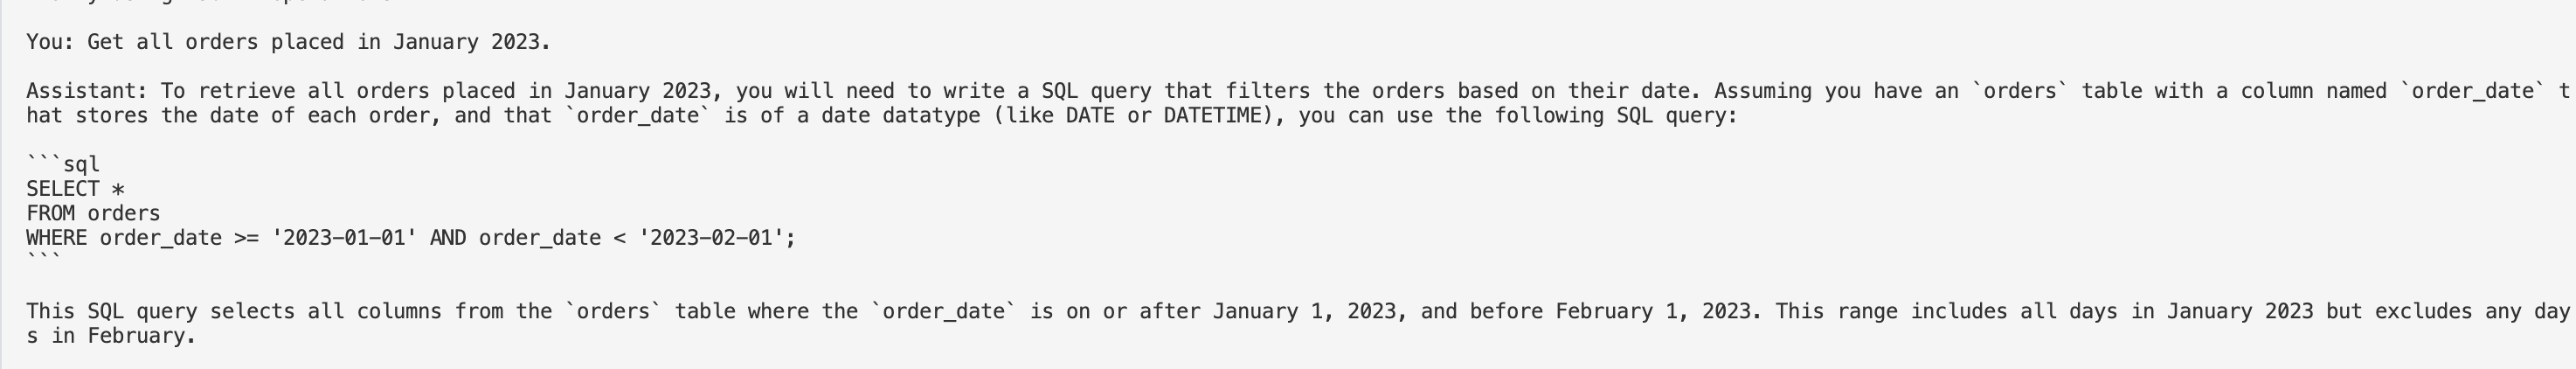 You: Get all orders placed in January 2023.
Assistant: To retrieve all orders placed in January 2023, you will need to write a SQL query that filters the orders based on their date. Assuming you have an `orders` table with a column named `order_date` t
hat stores the date of each order, and that `order_date` is of a date datatype (like DATE or DATETIME), you can use the following SQL query:
```sql
SELECT *
FROM orders
WHERE order_date >= '2023-01-01' AND order_date < '2023-02-01';
```
This SQL query selects all columns from the `orders` table where the `order_date` is on or after January 1, 2023, and before February 1, 2023. This range includes all days in January 2023 but excludes any day
s in February.